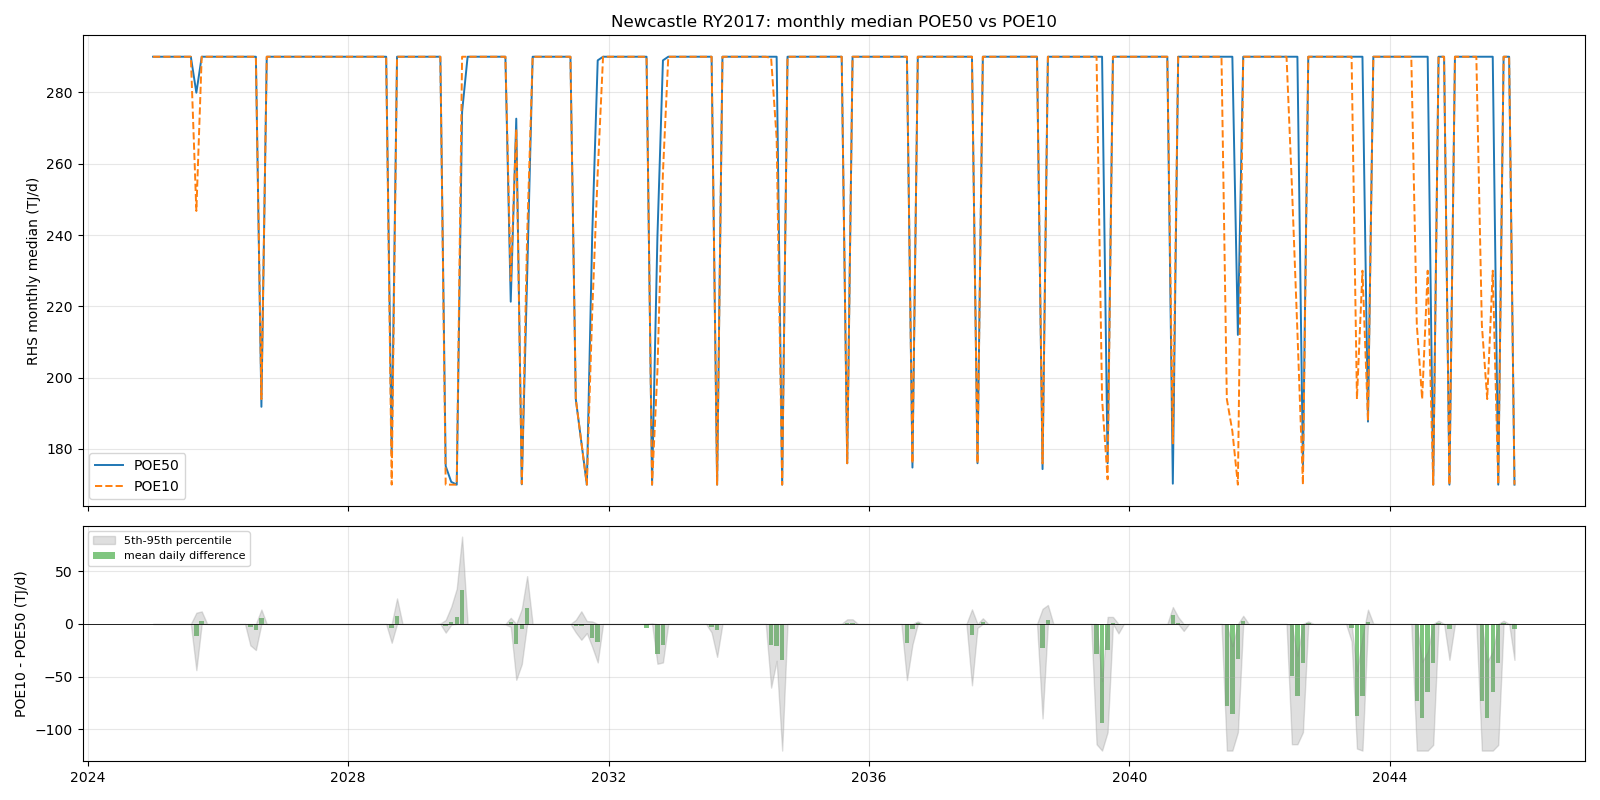 Newcastle RY2017: monthly median POE50 vs POE10
RHS monthly median (TJ/d)
280
260
240
220
200
180
POE50
POE10
POE10 - POE50 (TJ/d)
50
0
−50
−100
5th-95th percentile
mean daily difference
2024
2028
2032
2036
2040
2044